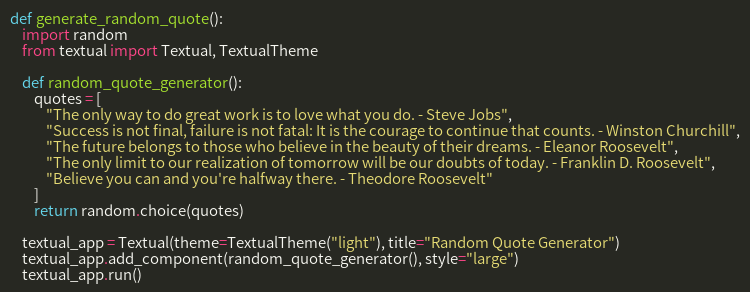 def generate_random_quote():
    import random
    from textual import Textual, TextualTheme

    def random_quote_generator():
        quotes = [
            "The only way to do great work is to love what you do. - Steve Jobs",
            "Success is not final, failure is not fatal: It is the courage to continue that counts. - Winston Churchill",
            "The future belongs to those who believe in the beauty of their dreams. - Eleanor Roosevelt",
            "The only limit to our realization of tomorrow will be our doubts of today. - Franklin D. Roosevelt",
            "Believe you can and you're halfway there. - Theodore Roosevelt"
        ]
        return random.choice(quotes)

    textual_app = Textual(theme=TextualTheme("light"), title="Random Quote Generator")
    textual_app.add_component(random_quote_generator(), style="large")
    textual_app.run()